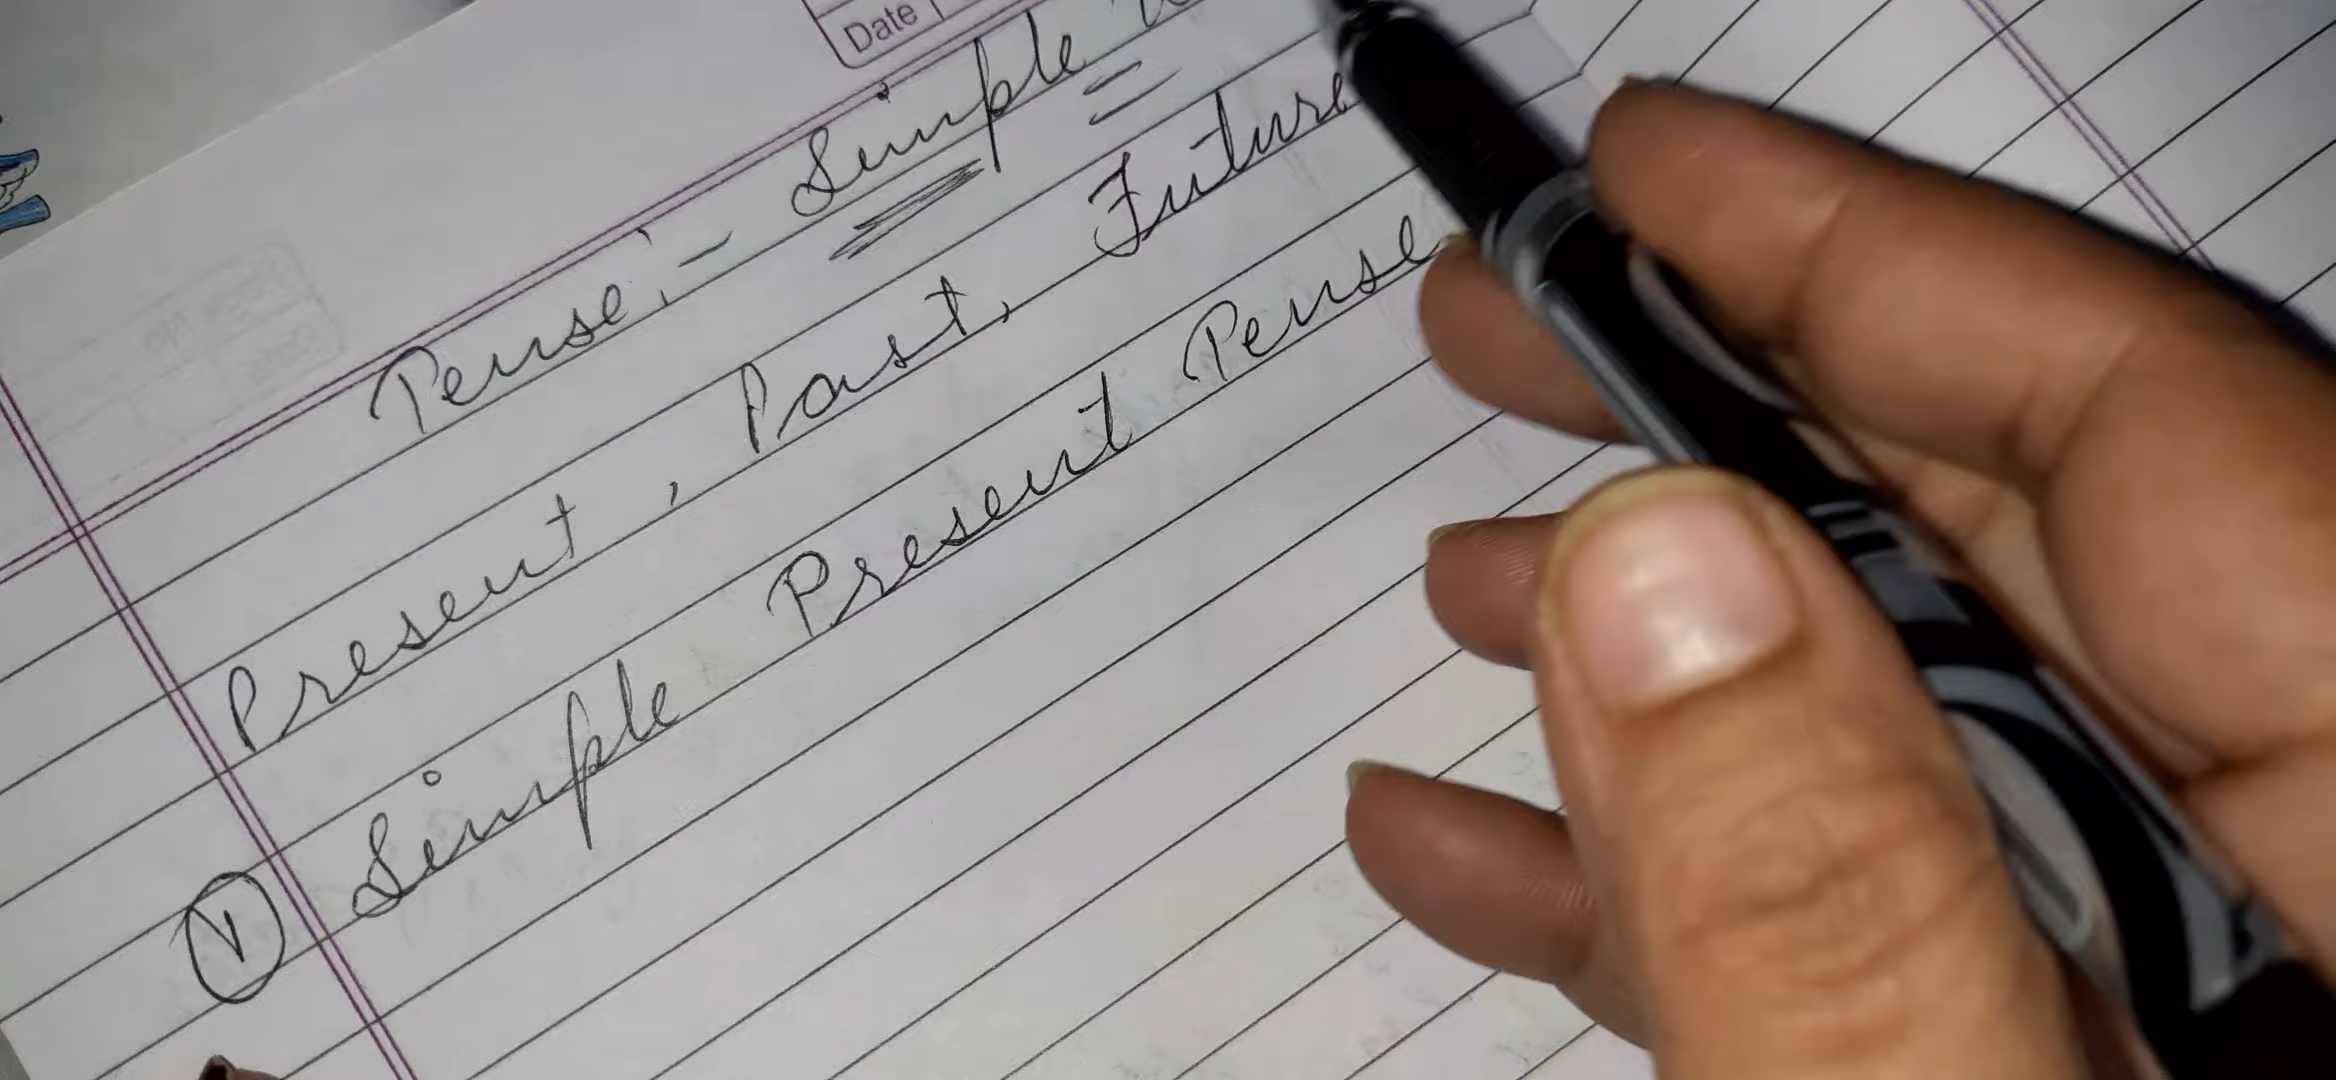 Date
Tense :- Simple
Present, Past, Future
① Simple Present Tense